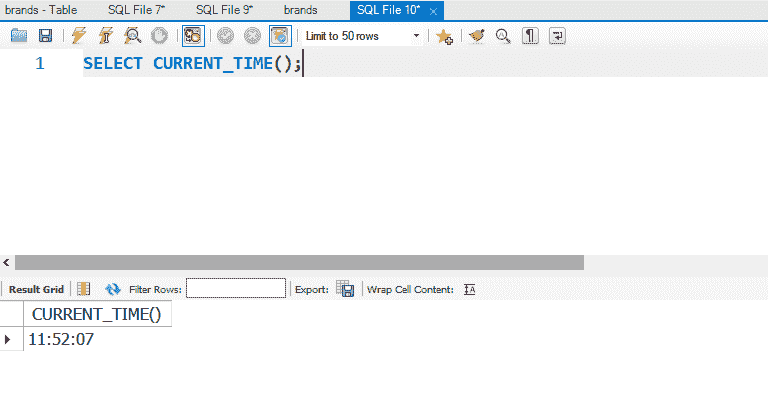 brands - Table SQL File 7* SQL File 9* brands SQL File 10* ×
Limit to 50 rows
1 SELECT CURRENT_TIME();
Result Grid Filter Rows: Export: Wrap Cell Content:
CURRENT_TIME()
11:52:07